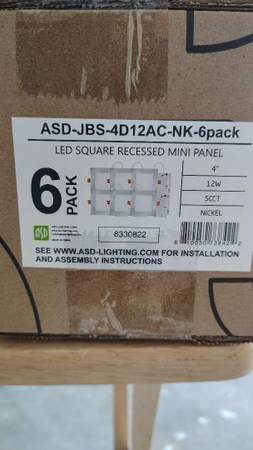 ASD-JBS-4D12AC-NK-6pack
LED SQUARE RECESSED MINI PANEL
6
PACK
4"
12W
5CCT
NICKEL
ASD
8330822
SEE WWW.ASD-LIGHTING.COM FOR INSTALLATION
AND ASSEMBLY INSTRUCTIONS